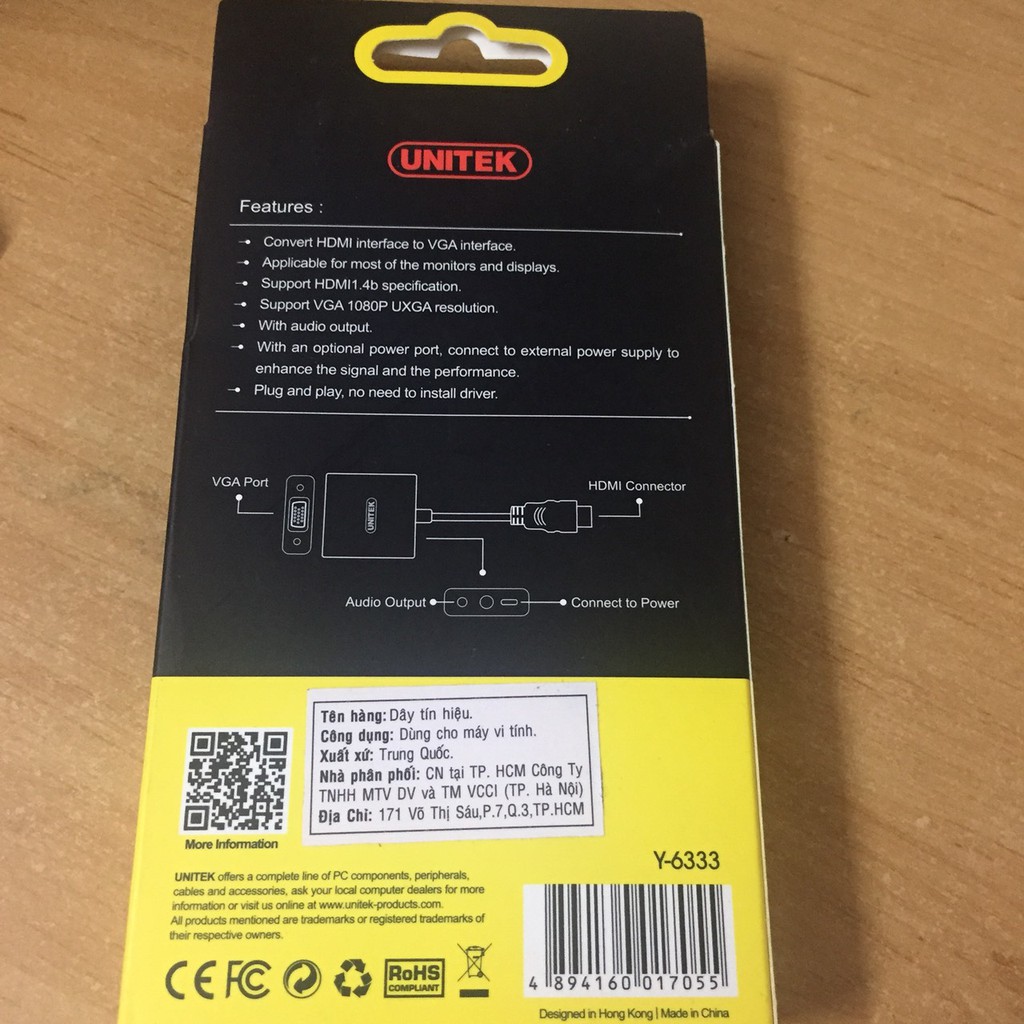 UNITEK
Features :
Convert HDMI interface to VGA interface.
Applicable for most of the monitors and displays.
Support HDMI1.4b specification.
Support VGA 1080P UXGA resolution.
With audio output.
With an optional power port, connect to external power supply to
enhance the signal and the performance.
Plug and play, no need to install driver.
VGA Port
UNITEK
HDMI Connector
Audio Output
Connect to Power
Tên hàng: Dây tín hiệu.
Công dụng: Dùng cho máy vi tính.
Xuất xứ: Trung Quốc.
Nhà phân phối: CN tại TP. HCM Công Ty
TNHH MTV DV và TM VCCI (TP. Hà Nội)
Địa Chỉ: 171 Võ Thị Sáu,P.7,Q.3,TP.HCM
More Information
UNITEK offers a complete line of PC components, peripherals,
cables and accessories, ask your local computer dealers for more
information or visit us online at www.unitek-products.com.
All products mentioned are trademarks or registered trademarks of
their respective owners.
CE FC RoHS
COMPLIANT
Y-6333
4 894160 017055
Designed in Hong Kong | Made in China